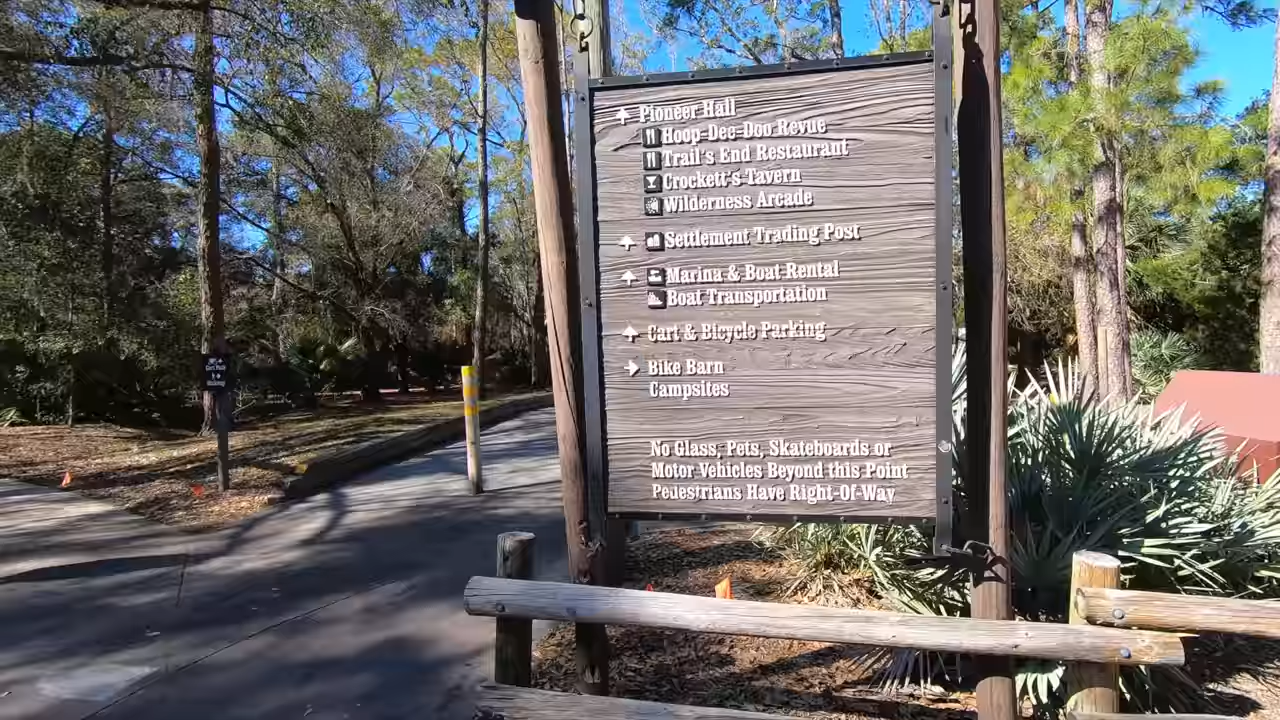 Pioneer Hall
Hoop-Dee-Doo Revue
Trail's End Restaurant
Crockett's Tavern
Wilderness Arcade
Settlement Trading Post
Marina & Boat Rental
Boat Transportation
Cart & Bicycle Parking
Bike Barn
Campsites
No Glass, Pets, Skateboards or
Motor Vehicles Beyond this Point
Pedestrians Have Right-Of-Way